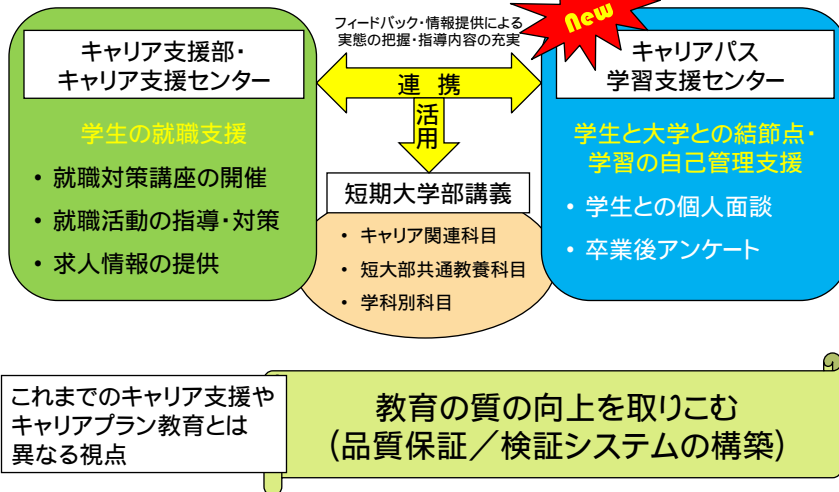 フィードバック・情報提供による
実態の把握・指導内容の充実
New
キャリア支援部・
キャリア支援センター
学生の就職支援
• 就職対策講座の開催
• 就職活動の指導・対策
• 求人情報の提供
連 携
活
用
短期大学部講義
• キャリア関連科目
• 短大部共通教養科目
• 学科別科目
キャリアパス
学習支援センター
学生と大学との結節点・
学習の自己管理支援
• 学生との個人面談
• 卒業後アンケート
これまでのキャリア支援や
キャリアプラン教育とは
異なる視点
教育の質の向上を取りこむ
(品質保証／検証システムの構築)